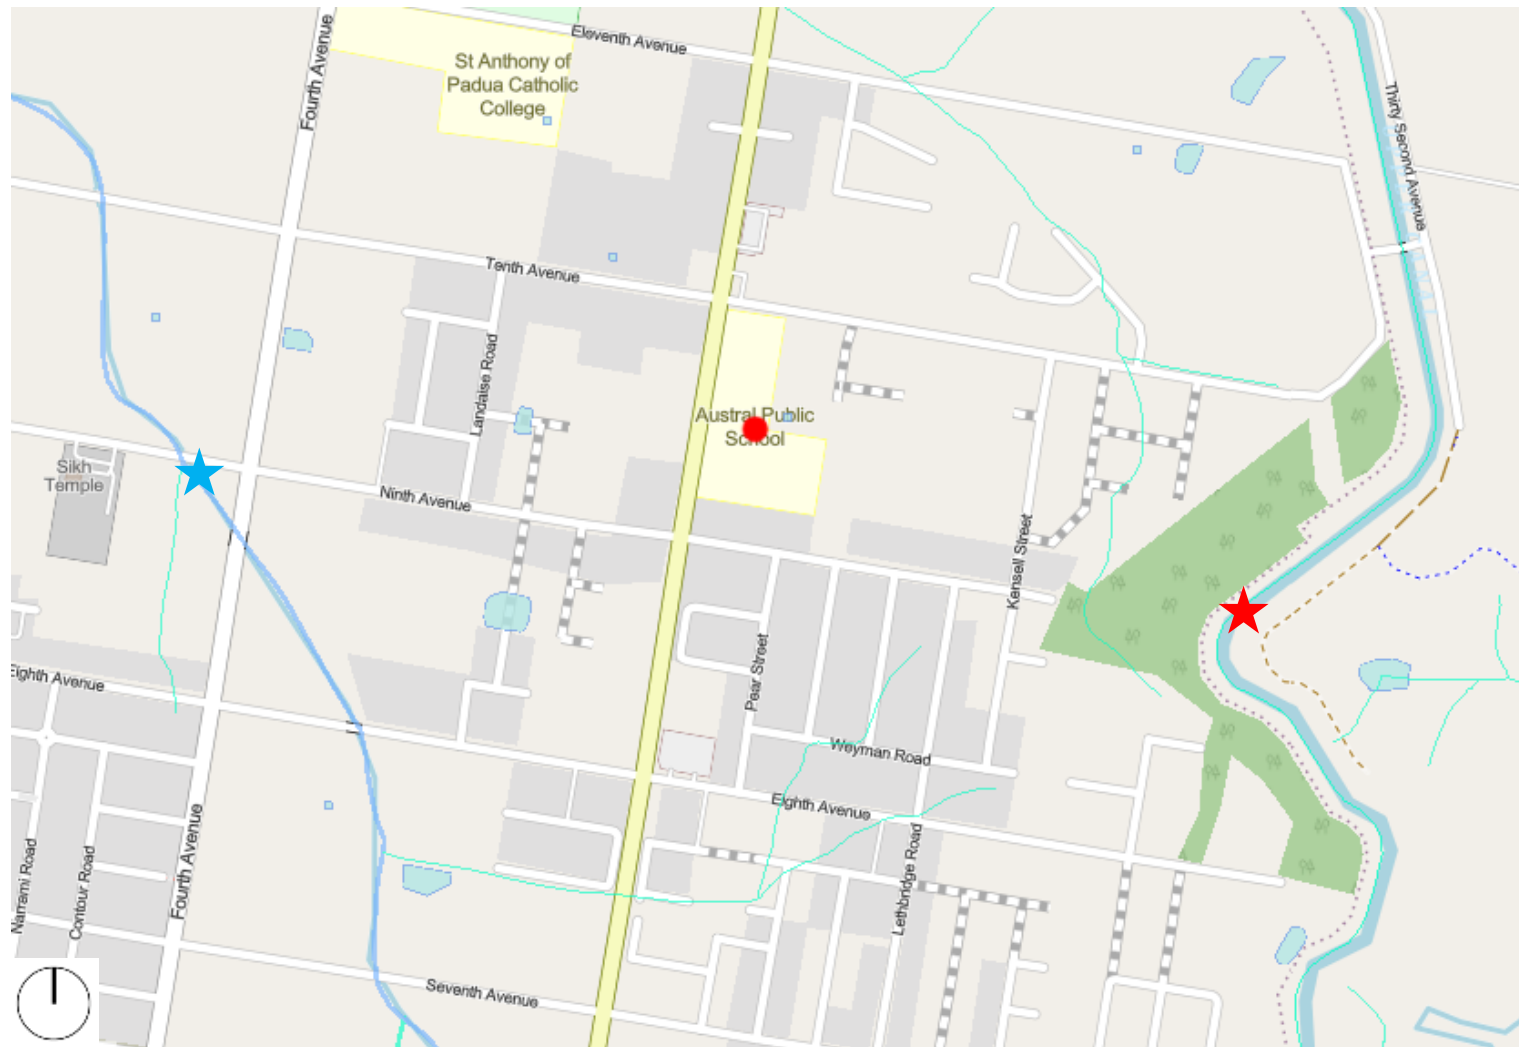 Eleventh Avenue
St Anthony of
Padua Catholic
College
Fourth Avenue
Thirty Second Avenue
Tenth Avenue
Landaise Road
Austral Public
School
Sikh
Temple
Ninth Avenue
Kensell Street
Pear Street
Eighth Avenue
Weyman Road
Eighth Avenue
Fourth Avenue
Lethbridge Road
Narrami Road
Contour Road
Seventh Avenue